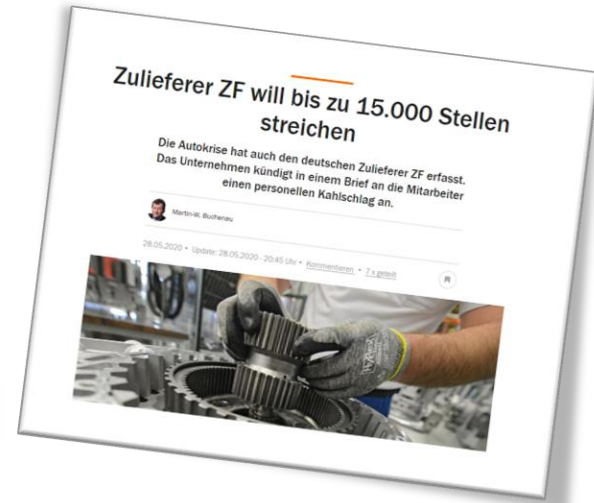 Zulieferer ZF will bis zu 15.000 Stellen
streichen
Die Autokrise hat auch den deutschen Zulieferer ZF erfasst.
Das Unternehmen kündigt in einem Brief an die Mitarbeiter
einen personellen Kahlschlag an.
Martin-W. Buchenau
28.05.2020 • Update: 28.05.2020 - 20:45 Uhr • Kommentieren • 7 x geteilt
HyFlex